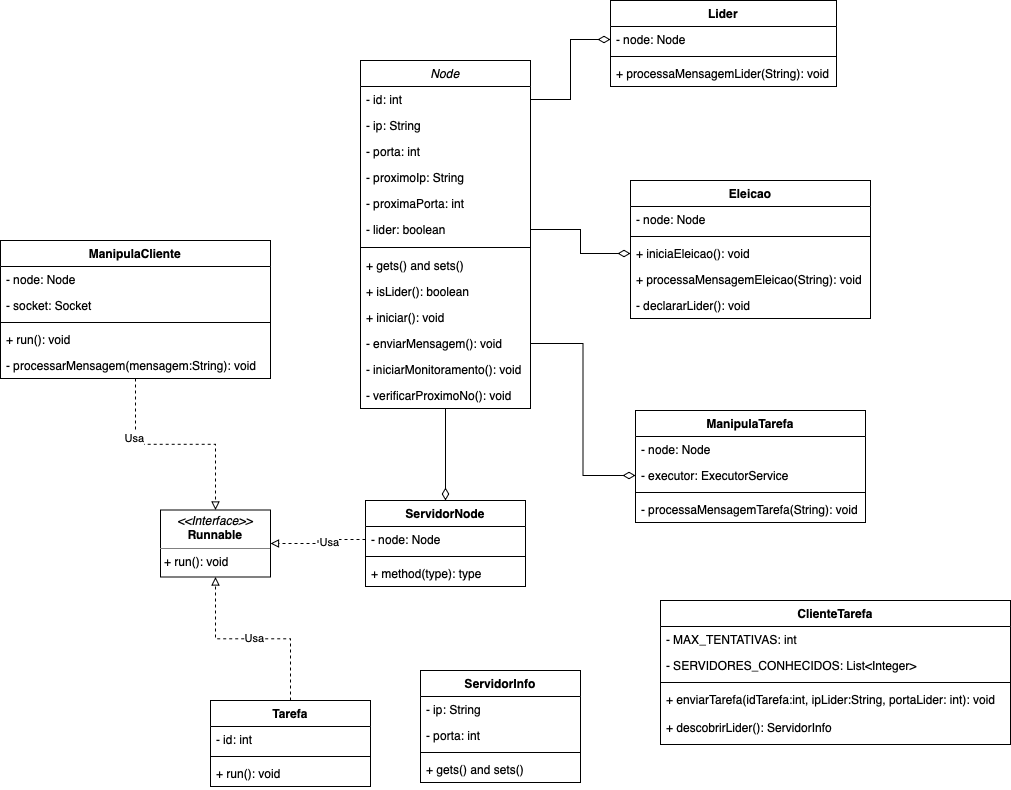 Lider
- node: Node
+ processaMensagemLider(String): void
Node
- id: int
- ip: String
- porta: int
- proximoIp: String
- proximaPorta: int
- lider: boolean
+ gets() and sets()
+ isLider(): boolean
+ iniciar(): void
- enviarMensagem(): void
- iniciarMonitoramento(): void
- verificarProximoNo(): void
Eleicao
- node: Node
+ iniciaEleicao(): void
+ processaMensagemEleicao(String): void
- declararLider(): void
ManipulaCliente
- node: Node
- socket: Socket
+ run(): void
- processarMensagem(mensagem:String): void
Usa
ManipulaTarefa
- node: Node
- executor: ExecutorService
- processaMensagemTarefa(String): void
<<Interface>>
Runnable
+ run(): void
Usa
ServidorNode
- node: Node
+ method(type): type
Usa
Tarefa
- id: int
+ run(): void
ServidorInfo
- ip: String
- porta: int
+ gets() and sets()
ClienteTarefa
- MAX_TENTATIVAS: int
- SERVIDORES_CONHECIDOS: List<Integer>
+ enviarTarefa(idTarefa:int, ipLider:String, portaLider: int): void
+ descobrirLider(): ServidorInfo